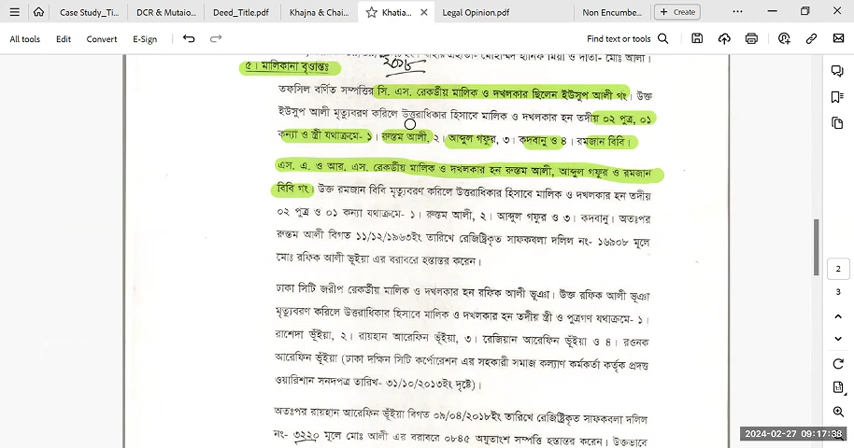 Case Study_Ti...
DCR & Mutaio...
Deed_Title.pdf
Khajna & Chai...
Khatia...
Legal Opinion.pdf
Non Encumbe...
Create
All tools
Edit
Convert
E-Sign
Find text or tools
৫। মালিকানা বৃত্তান্তঃ
২০১৮
তফসিল বর্ণিত সম্পত্তির সি. এস. রেকর্ডীয় মালিক ও দখলকার ছিলেন ইউসুপ আলী গং। উক্ত
ইউসুপ আলী মৃত্যুবরণ করিলে উত্তরাধিকার হিসাবে মালিক ও দখলকার হন তদীয় ০২ পুত্র, ০১
কন্যা ও স্ত্রী যথাক্রমে- ১। রুস্তম আলী, ২। আব্দুল গফুর, ৩। কদবানু ও ৪। রমজান বিবি।
এস. এ. ও আর. এস. রেকর্ডীয় মালিক ও দখলকার হন রুস্তম আলী, আব্দুল গফুর ও রমজান
বিবি গং। উক্ত রমজান বিবি মৃত্যুবরণ করিলে উত্তরাধিকার হিসাবে মালিক ও দখলকার হন তদীয়
০২ পুত্র ও ০১ কন্যা যথাক্রমে- ১। রুস্তম আলী, ২। আব্দুল গফুর ও ৩। কদবানু। অতঃপর
রুস্তম আলী বিগত ১১/১২/১৯৬৩ইং তারিখে রেজিষ্ট্রিকৃত সাফকবলা দলিল নং- ১৬৯০৮ মূলে
মোঃ রফিক আলী ভূইয়া এর বরাবরে হস্তান্তর করেন।
ঢাকা সিটি জরীপ রেকর্ডীয় মালিক ও দখলকার হন রফিক আলী ভূঞা। উক্ত রফিক আলী ভূঞা
মৃত্যুবরণ করিলে উত্তরাধিকার হিসাবে মালিক ও দখলকার হন তদীয় স্ত্রী ও পুত্রগণ যথাক্রমে- ১।
রাশেদা ভূঁইয়া, ২। রায়হান আরেফিন ভূঁইয়া, ৩। রেজিয়ান আরেফিন ভূঁইয়া ও ৪। রওনক
আরেফিন ভূঁইয়া (ঢাকা দক্ষিন সিটি কর্পোরেশন এর সহকারী সমাজ কল্যাণ কর্মকর্তা কর্তৃক প্রদত্ত
ওয়ারিশান সনদপত্র তারিখ- ৩১/১০/২০১৩ইং দৃষ্টে)।
অতঃপর রায়হান আরেফিন ভূঁইয়া বিগত ০৯/০৪/২০১৮ইং তারিখে রেজিষ্ট্রিকৃত সাফকবলা দলিল
নং- ৩২২০ মূলে মোঃ আলী এর বরাবরে ০৮৪৫ অযুতাংশ সম্পত্তি হস্তান্তর করেন। উক্তভাবে
2
3
2024-02-27 09:17:38